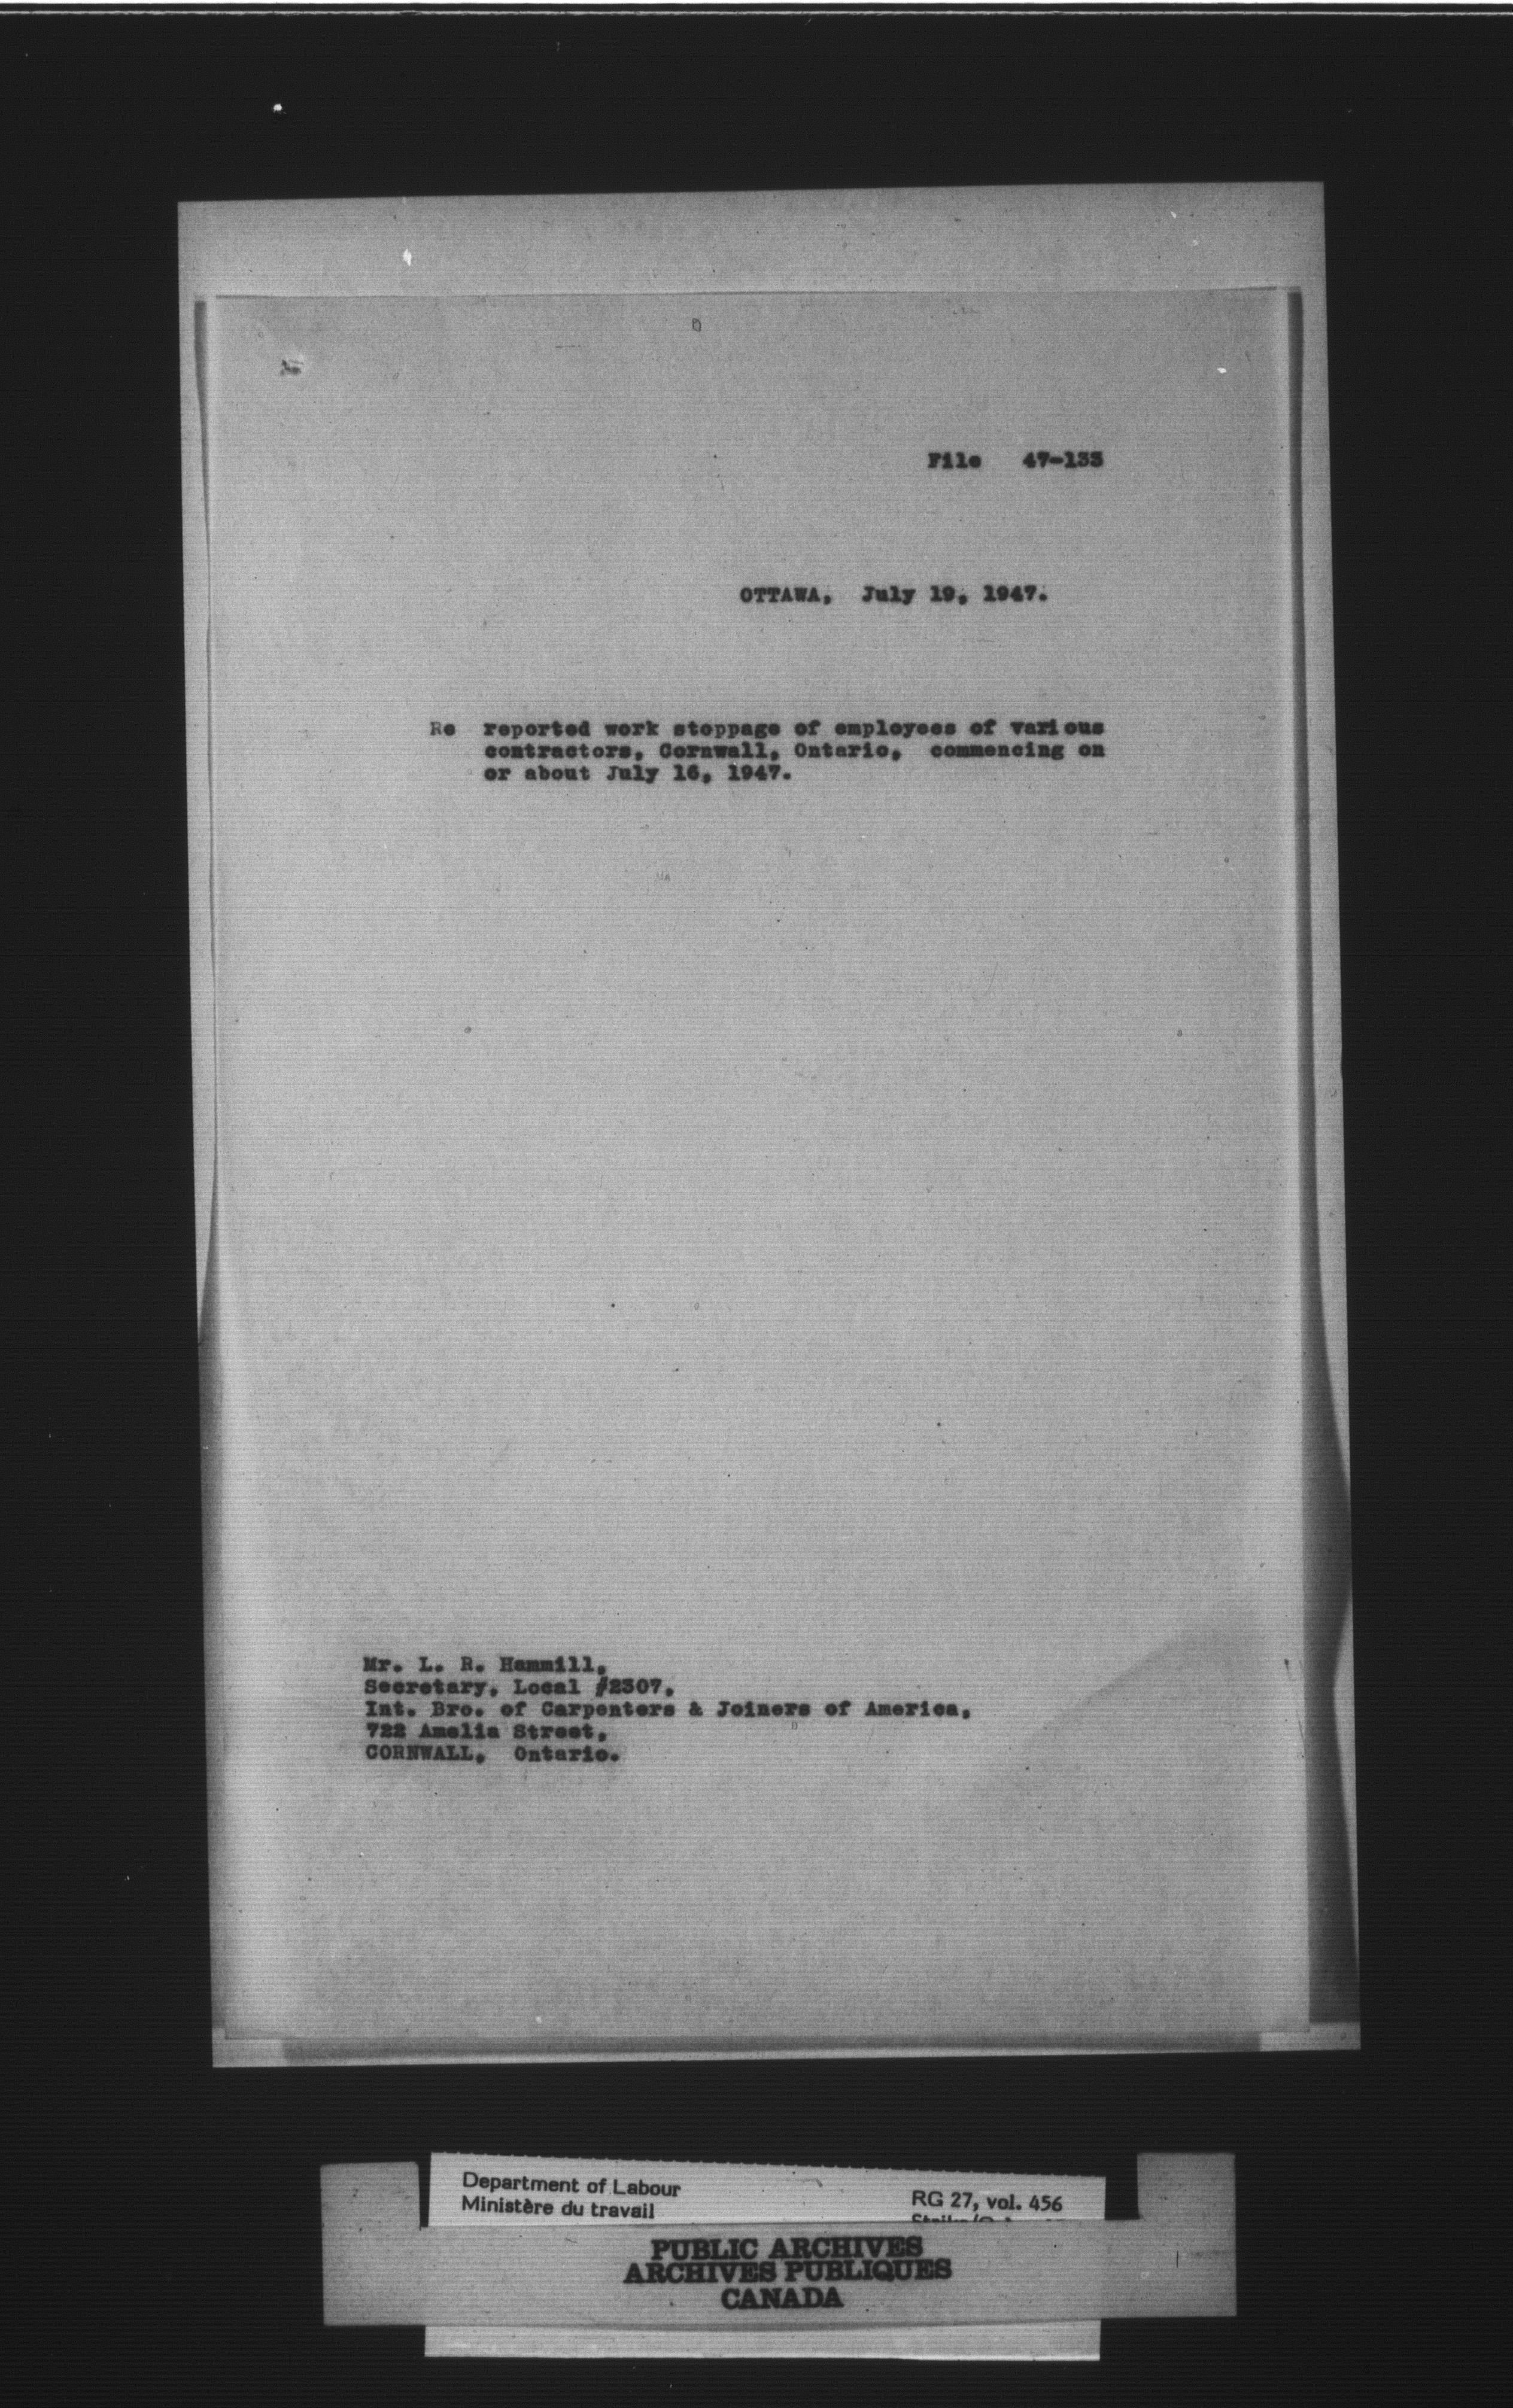 File 47-133
OTTAWA, July 19, 1947.
Re reported work stoppage of employees of various
contractors, Cornwall, Ontario, commencing on
or about July 16, 1947.
Mr. L. R. Hammill,
Secretary, Local #2307,
Int. Bro. of Carpenters & Joiners of America,
722 Amelia Street,
CORNWALL, Ontario.
Department of Labour
Ministère du travail
RG 27, vol. 456
PUBLIC ARCHIVES
ARCHIVES PUBLIQUES
CANADA